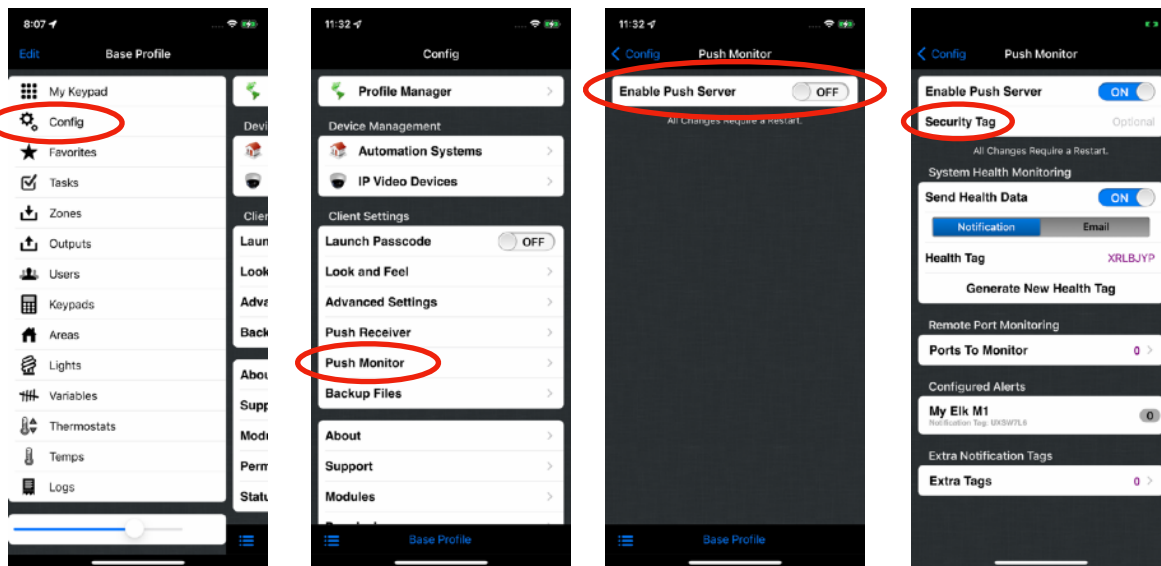 8:07
Edit Base Profile
My Keypad
Config
Favorites
Tasks
Zones
Outputs
Users
Keypads
Areas
Lights
Variables
Thermostats
Temps
Logs
Devi
Clien
Laun
Look
Adva
Back
Abou
Supp
Modu
Perm
Statu
11:32
Config
Profile Manager
Device Management
Automation Systems
IP Video Devices
Client Settings
Launch Passcode OFF
Look and Feel
Advanced Settings
Push Receiver
Push Monitor
Backup Files
About
Support
Modules
Base Profile
11:32
Config Push Monitor
Enable Push Server OFF
All Changes Require a Restart.
Base Profile
Config Push Monitor
Enable Push Server ON
Security Tag Optional
All Changes Require a Restart.
System Health Monitoring
Send Health Data ON
Notification Email
Health Tag XRLBJYP
Generate New Health Tag
Remote Port Monitoring
Ports To Monitor 0
Configured Alerts
My Elk M1 0
Notification Tag:
Extra Notification Tags
Extra Tags 0